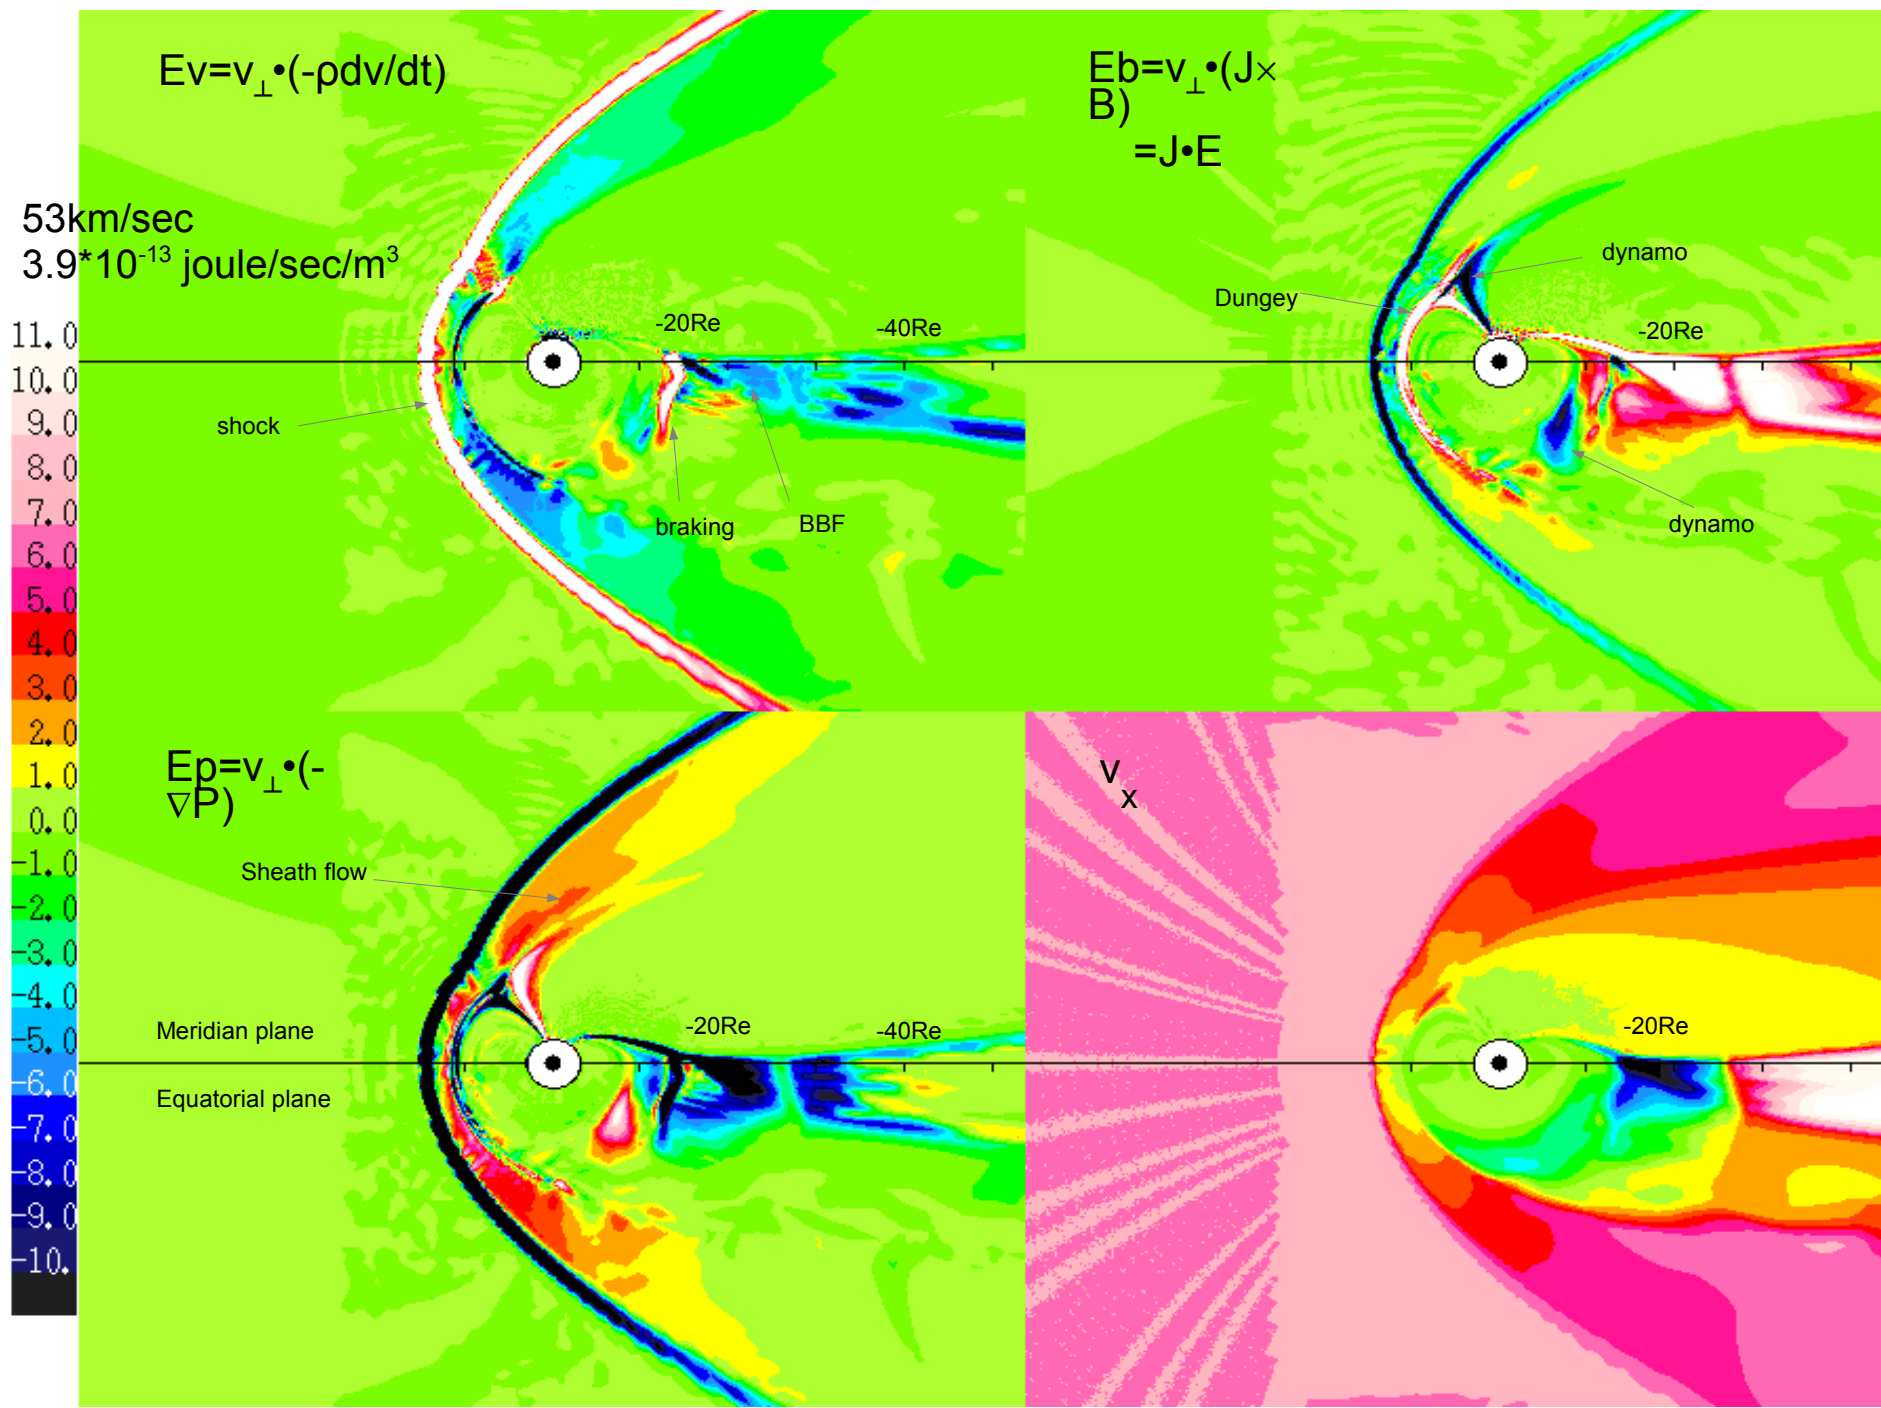 Ev=v⊥•(-ρdv/dt)
Eb=v⊥•(J×
B)
=J•E
53km/sec
3.9*10-13 joule/sec/m3
dynamo
Dungey
-20Re
-40Re
-20Re
shock
braking
BBF
dynamo
11.0
10.0
9.0
8.0
7.0
6.0
5.0
4.0
3.0
2.0
1.0
0.0
-1.0
-2.0
-3.0
-4.0
-5.0
-6.0
-7.0
-8.0
-9.0
-10.
Ep=v⊥•(-
∇P)
Vx
Sheath flow
Meridian plane
-20Re
-40Re
-20Re
Equatorial plane